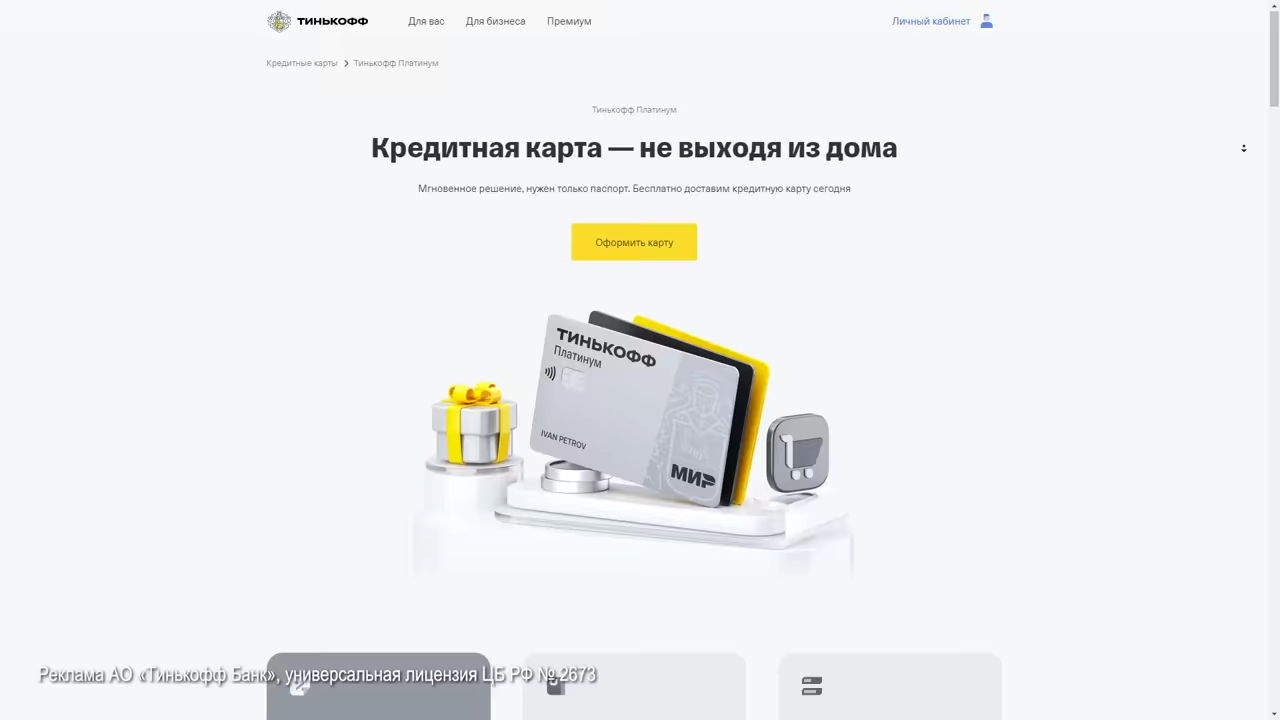 ТИНЬКОФФ
Для вас
Для бизнеса
Премиум
Личный кабинет
Кредитные карты
Тинькофф Платинум
Тинькофф Платинум
Кредитная карта — не выходя из дома
Мгновенное решение, нужен только паспорт. Бесплатно доставим кредитную карту сегодня
Оформить карту
ТИНЬКОФФ
Платинум
IVAN PETROV
МИР
Реклама АО «Тинькофф Банк», универсальная лицензия ЦБ РФ № 2673